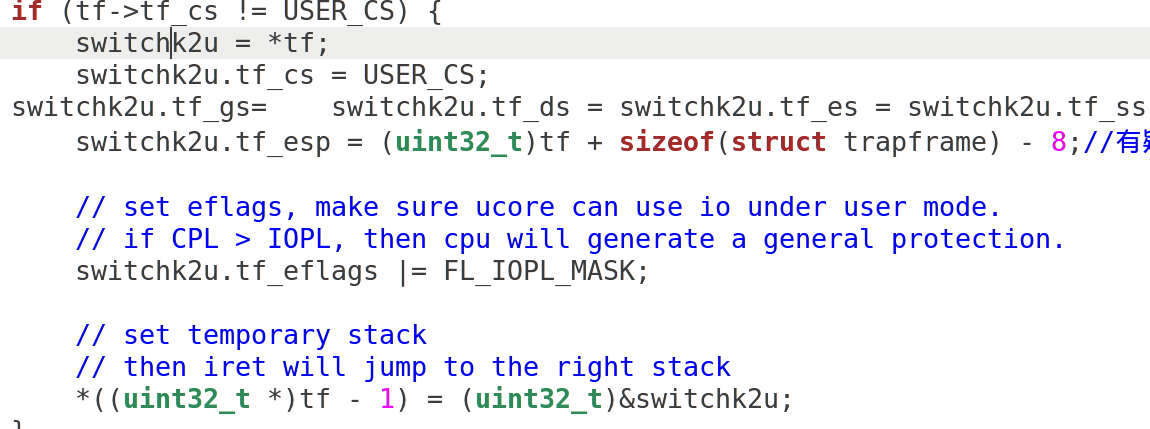 if (tf->tf_cs != USER_CS) {
switchk2u = *tf;
switchk2u.tf_cs = USER_CS;
switchk2u.tf_gs=    switchk2u.tf_ds = switchk2u.tf_es = switchk2u.tf_ss
switchk2u.tf_esp = (uint32_t)tf + sizeof(struct trapframe) - 8;//有
// set eflags, make sure ucore can use io under user mode.
// if CPL > IOPL, then cpu will generate a general protection.
switchk2u.tf_eflags |= FL_IOPL_MASK;
// set temporary stack
// then iret will jump to the right stack
*((uint32_t *)tf - 1) = (uint32_t)&switchk2u;
}